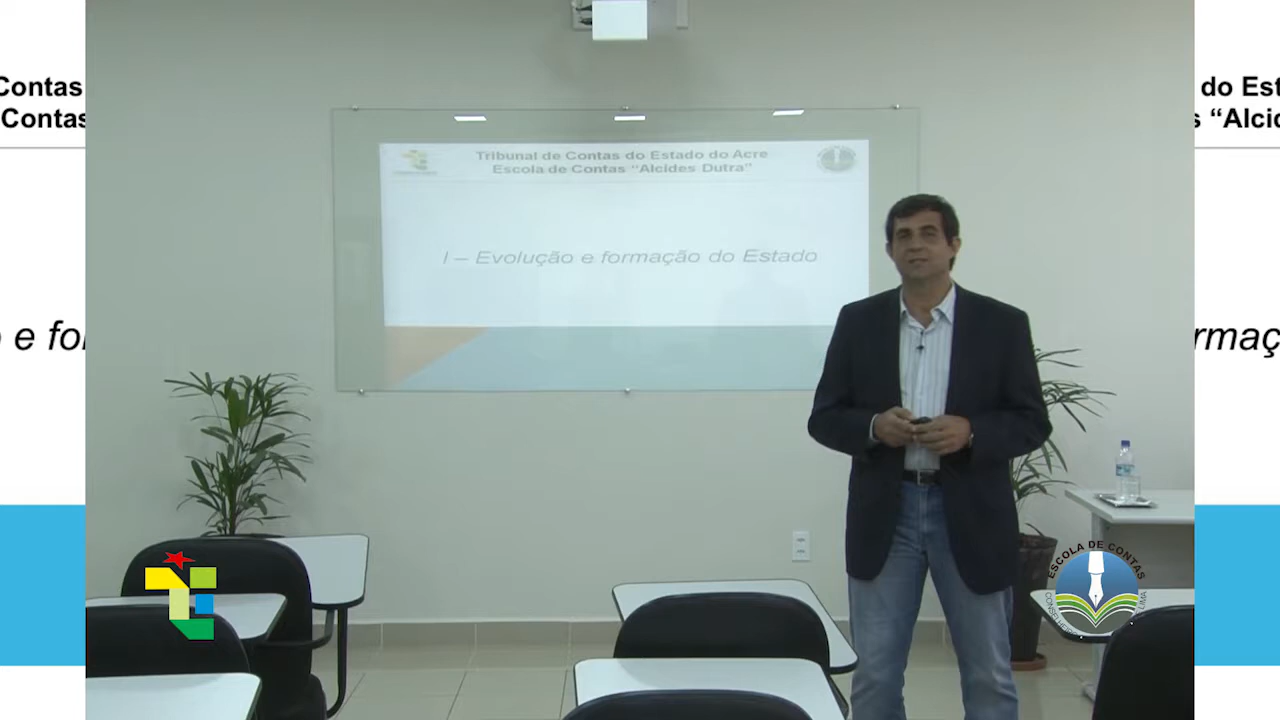 Contas
Contas
do Est
s “Alcid
Tribunal de Contas do Estado do Acre
Escola de Contas “Alcides Dutra”
I – Evolução e formação do Estado
e fo
rmaç
ESCOLA DE CONTAS